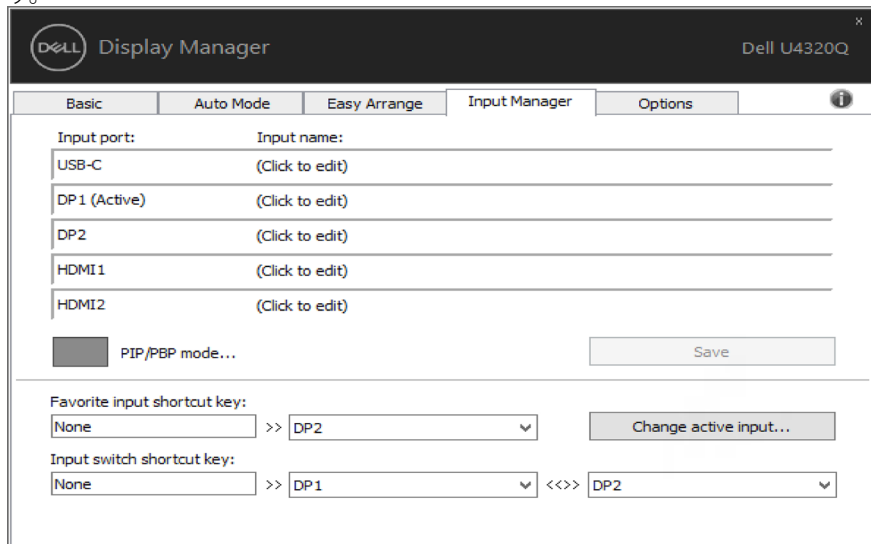 す。
DELL Display Manager Dell U4320Q
Basic Auto Mode Easy Arrange Input Manager Options
Input port: Input name:
USB-C (Click to edit)
DP1 (Active) (Click to edit)
DP2 (Click to edit)
HDMI1 (Click to edit)
HDMI2 (Click to edit)
PIP/PBP mode... Save
Favorite input shortcut key:
None >> DP2 Change active input...
Input switch shortcut key:
None >> DP1 <<>> DP2